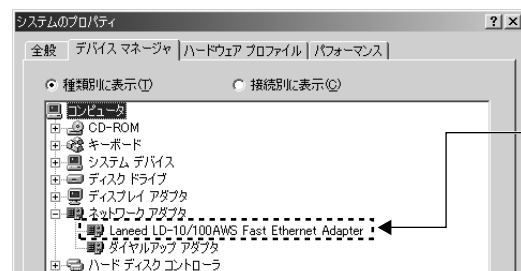 システムのプロパティ
全般 デバイス マネージャ ハードウェア プロファイル パフォーマンス
種類別に表示(T) 接続別に表示(C)
コンピュータ
CD-ROM
キーボード
システム デバイス
ディスク ドライブ
ディスプレイ アダプタ
ネットワーク アダプタ
Laneed LD-10/100AWS Fast Ethernet Adapter
ダイヤルアップ アダプタ
ハード ディスク コントローラ